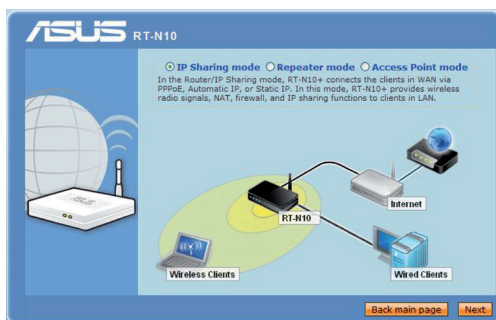 ASUS RT-N10
IP Sharing mode Repeater mode Access Point mode
In the Router/IP Sharing mode, RT-N10+ connects the clients in WAN via
PPPoE, Automatic IP, or Static IP. In this mode, RT-N10+ provides wireless
radio signals, NAT, firewall, and IP sharing functions to clients in LAN.
Internet
RT-N10
Wireless Clients
Wired Clients
Back main page Next